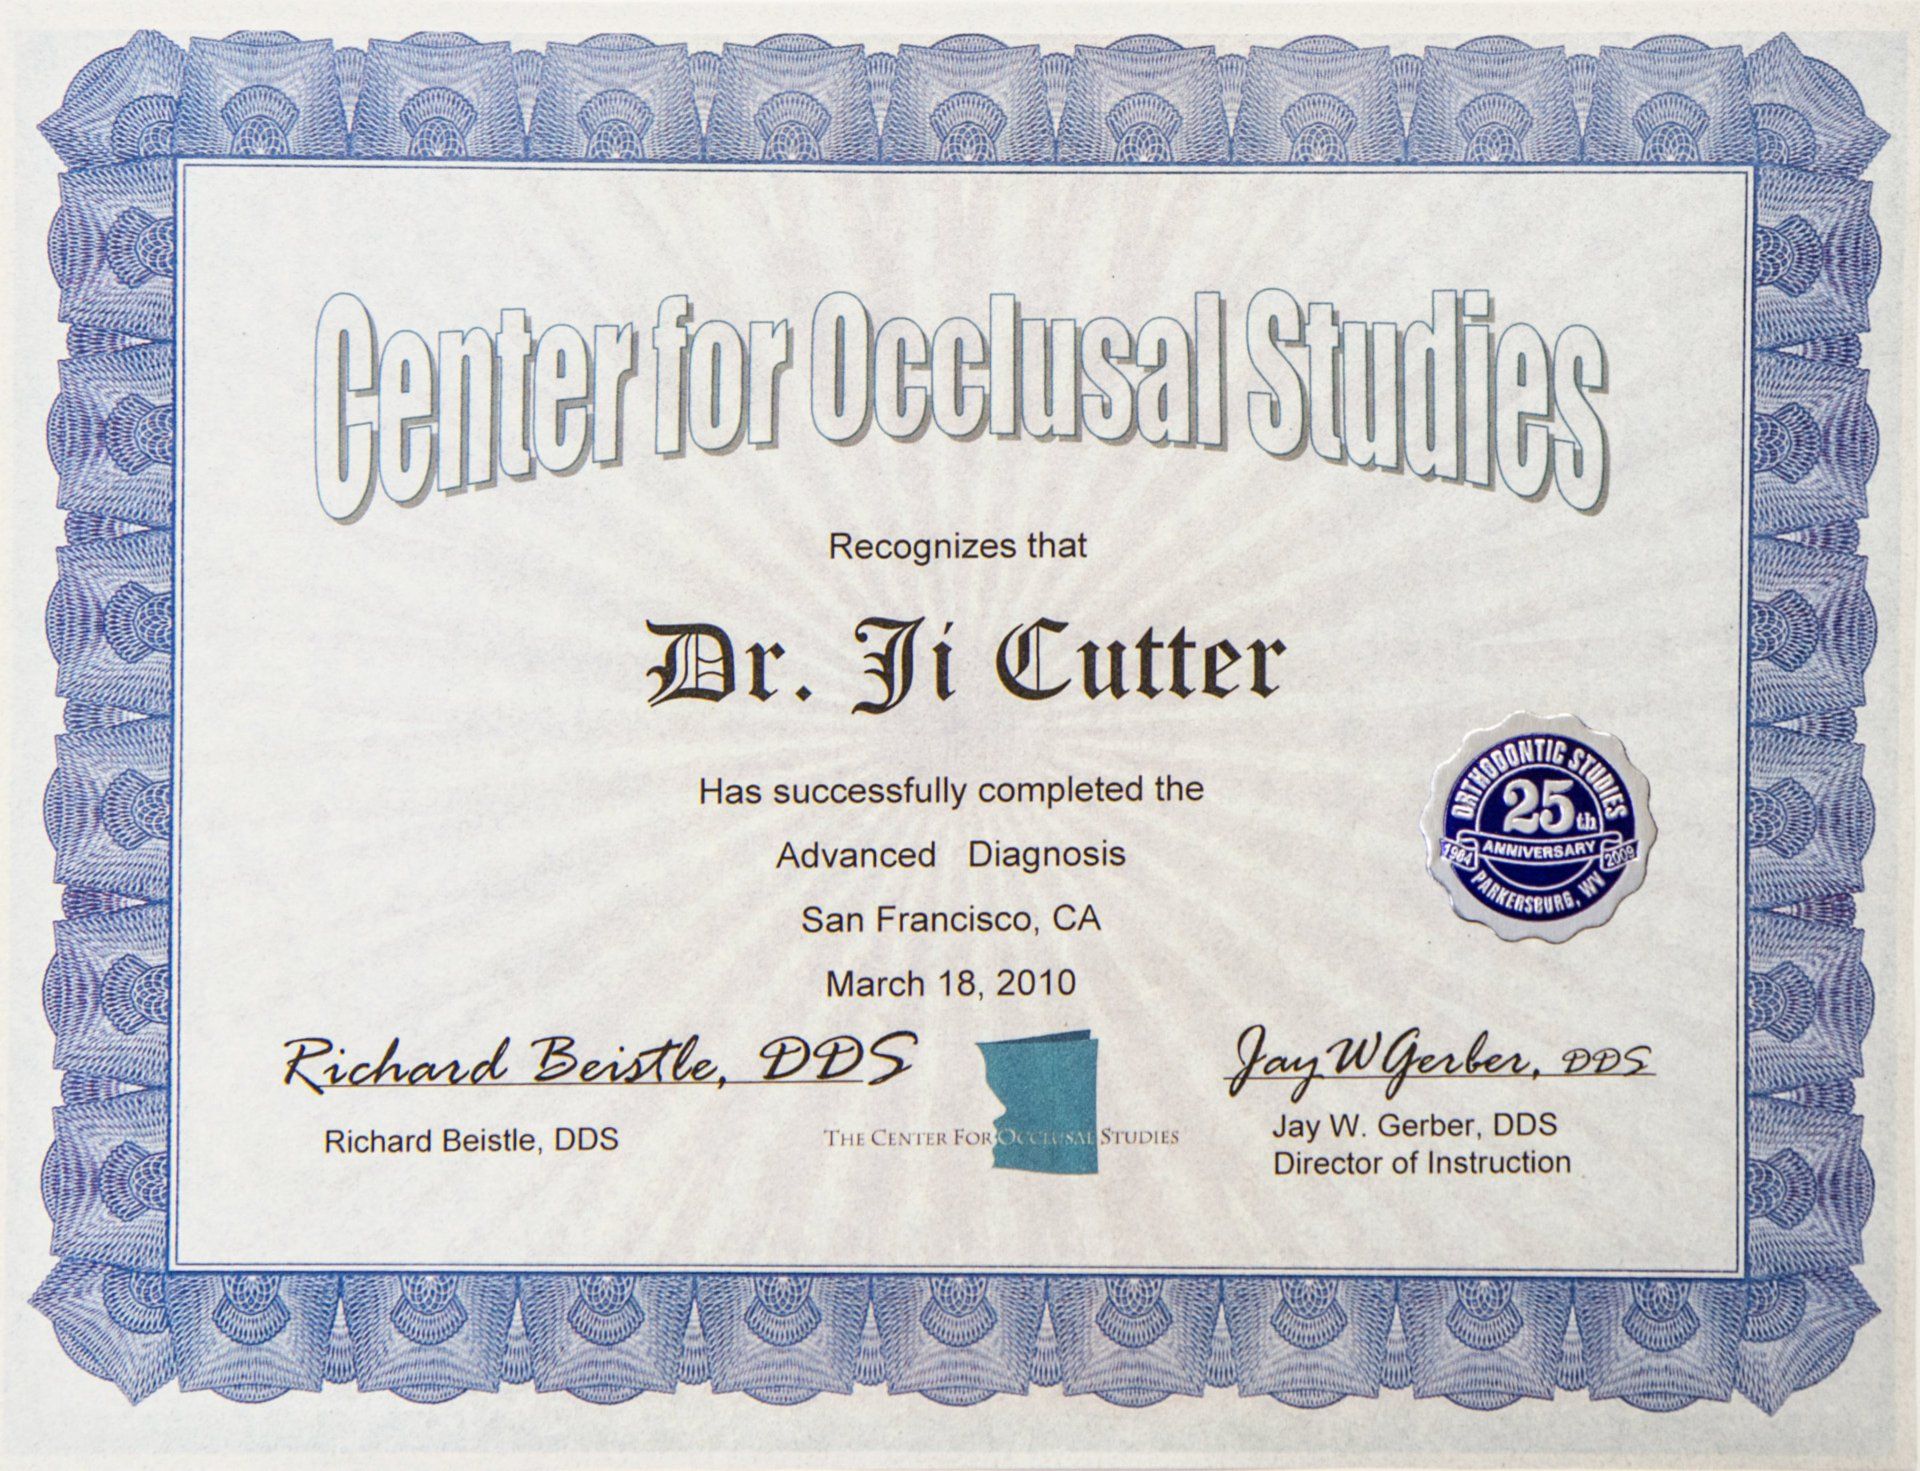 Center for Occlusal Studies
Recognizes that
Dr. Ji Cutter
Has successfully completed the
Advanced Diagnosis
San Francisco, CA
March 18, 2010
ORTHODONTIC STUDIES
25th
ANNIVERSARY
1984 2009
PARKERSBURG, WV
Richard Beistle, DDS
Richard Beistle, DDS
THE CENTER FOR OCCLUSAL STUDIES
Jay W Gerber, DDS
Jay W. Gerber, DDS
Director of Instruction